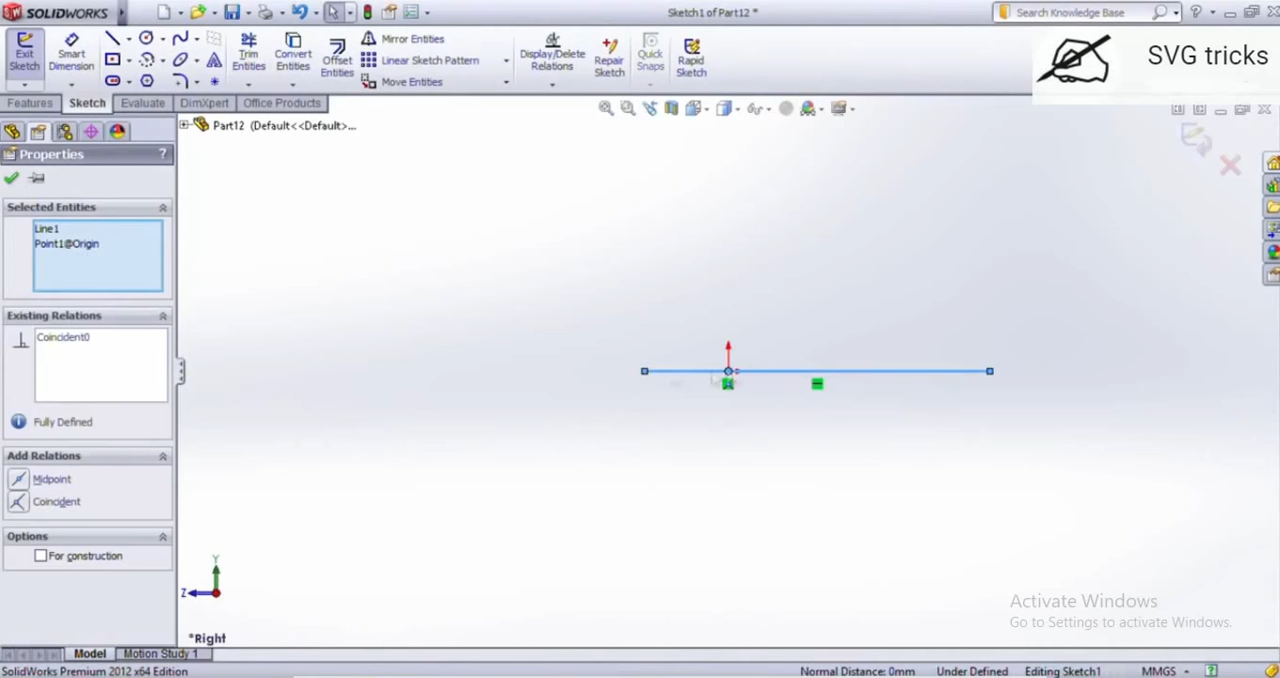 SOLIDWORKS
Sketch1 of Part12 *
Search Knowledge Base
?
SVG tricks
Exit Sketch
Smart Dimension
Trim Entities
Convert Entities
Offset Entities
Mirror Entities
Linear Sketch Pattern
Move Entities
Display/Delete Relations
Repair Sketch
Quick Snaps
Rapid Sketch
Features
Sketch
Evaluate
DimXpert
Office Products
Part12 (Default<<Default>...
Properties
?
Selected Entities
Line1
Point1@Origin
Existing Relations
Coincident0
Fully Defined
Add Relations
Midpoint
Coincident
Options
For construction
Y
Z
*Right
Activate Windows
Go to Settings to activate Windows.
Model
Motion Study 1
SolidWorks Premium 2012 x64 Edition
Normal Distance: 0mm
Under Defined
Editing Sketch1
MMGS
?